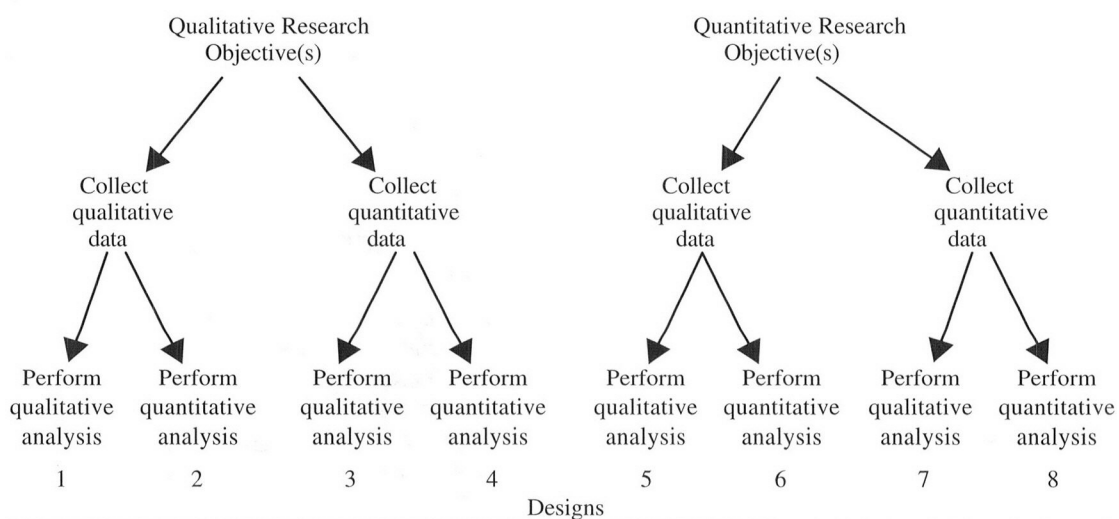 Qualitative Research
Objective(s)
Quantitative Research
Objective(s)
Collect
qualitative
data
Collect
quantitative
data
Collect
qualitative
data
Collect
quantitative
data
Perform
qualitative
analysis
1
Perform
quantitative
analysis
2
Perform
qualitative
analysis
3
Perform
quantitative
analysis
4
Perform
qualitative
analysis
5
Perform
quantitative
analysis
6
Perform
qualitative
analysis
7
Perform
quantitative
analysis
8
Designs